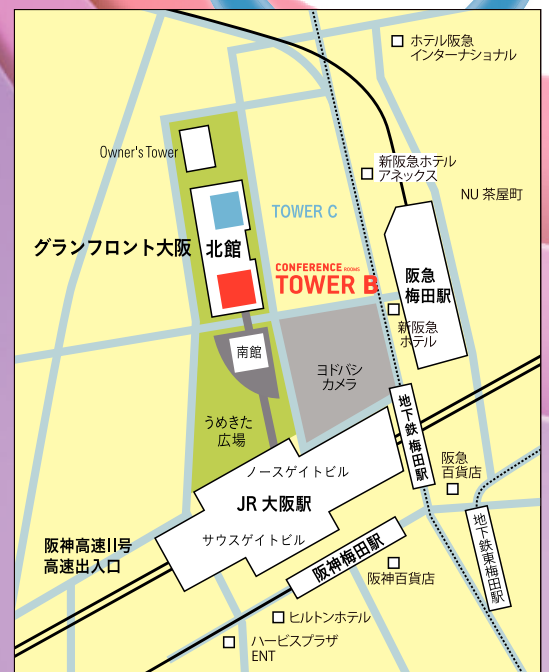 ホテル阪急
インターナショナル
Owner's Tower
新阪急ホテル
アネックス
NU 茶屋町
TOWER C
グランフロント大阪 北館
CONFERENCE ROOMS
TOWER B
阪急
梅田駅
新阪急
ホテル
南館
ヨドバシ
カメラ
うめきた
広場
地下鉄 梅田駅
阪急
百貨店
ノースゲイトビル
JR 大阪駅
サウスゲイトビル
地下鉄東梅田駅
阪神高速11号
高速出入口
阪神梅田駅
阪神百貨店
ヒルトンホテル
ハービスプラザ
ENT